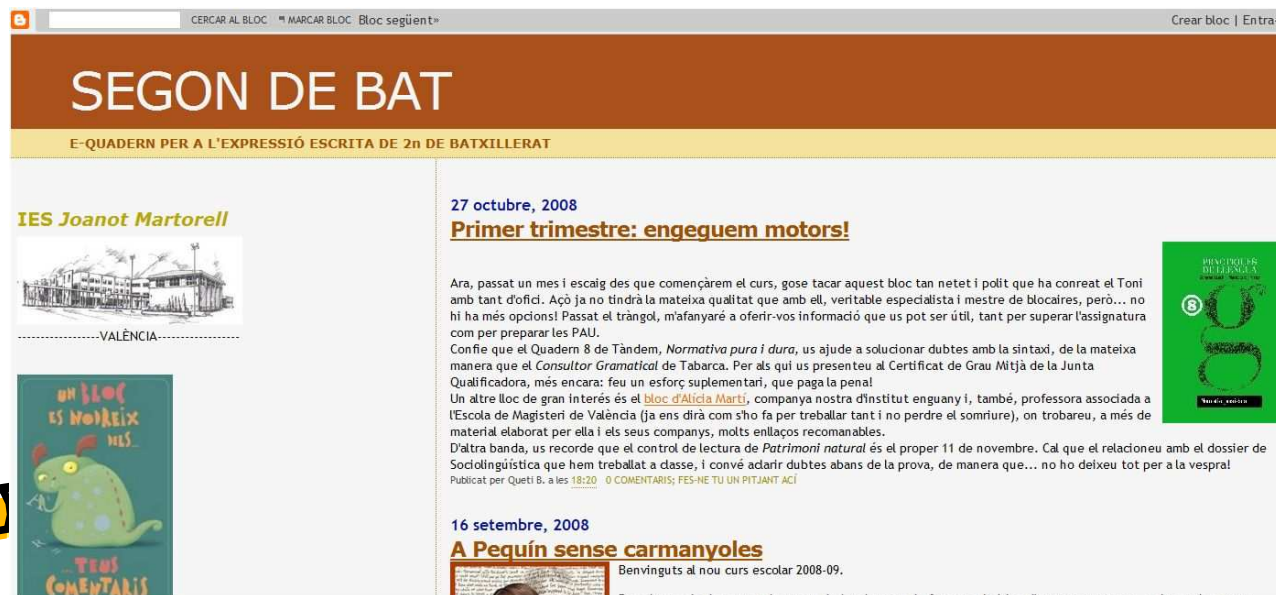 CERCAR AL BLOC MARCAR BLOC Bloc següent»
Crear bloc | Entra
SEGON DE BAT
E-QUADERN PER A L'EXPRESSIÓ ESCRITA DE 2n DE BATXILLERAT
IES Joanot Martorell
------------------VALÈNCIA------------------
UN BLOC
ES NODREIX
DELS...
...TEUS
COMENTARIS
27 octubre, 2008
Primer trimestre: engeguem motors!
PRÀCTIQUES
DE LLENGUA
8
g
Ara, passat un mes i escaig des que començàrem el curs, gose tacar aquest bloc tan netet i polit que ha conreat el Toni
amb tant d'ofici. Açò ja no tindrà la mateixa qualitat que amb ell, veritable especialista i mestre de blocaires, però... no
hi ha més opcions! Passat el tràngol, m'afanyaré a oferir-vos informació que us pot ser útil, tant per superar l'assignatura
com per preparar les PAU.
Confie que el Quadern 8 de Tàndem, Normativa pura i dura, us ajude a solucionar dubtes amb la sintaxi, de la mateixa
manera que el Consultor Gramatical de Tabarca. Per als qui us presenteu al Certificat de Grau Mitjà de la Junta
Qualificadora, més encara: feu un esforç suplementari, que paga la pena!
Un altre lloc de gran interés és el bloc d'Alícia Martí, companya nostra d'institut enguany i, també, professora associada a
l'Escola de Magisteri de València (ja ens dirà com s'ho fa per treballar tant i no perdre el somriure), on trobareu, a més de
material elaborat per ella i els seus companys, molts enllaços recomanables.
D'altra banda, us recorde que el control de lectura de Patrimoni natural és el proper 11 de novembre. Cal que el relacioneu amb el dossier de
Sociolingüística que hem treballat a classe, i convé aclarir dubtes abans de la prova, de manera que... no ho deixeu tot per a la vespra!
Publicat per Queti B. a les 18:20 0 COMENTARIS; FES-NE TU UN PITJANT ACÍ
16 setembre, 2008
A Pequín sense carmanyoles
Benvinguts al nou curs escolar 2008-09.